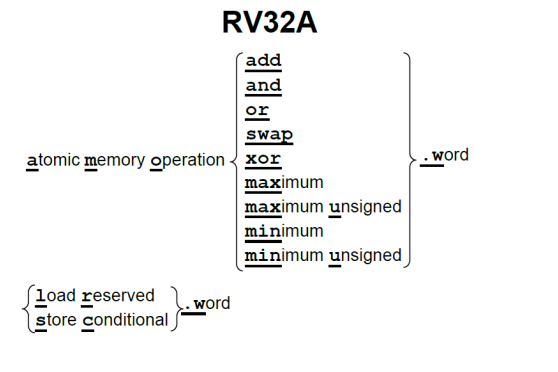 RV32A
add
and
or
swap
atomic memory operation xor .word
maximum
maximum unsigned
minimum
minimum unsigned
load reserved
store conditional .word